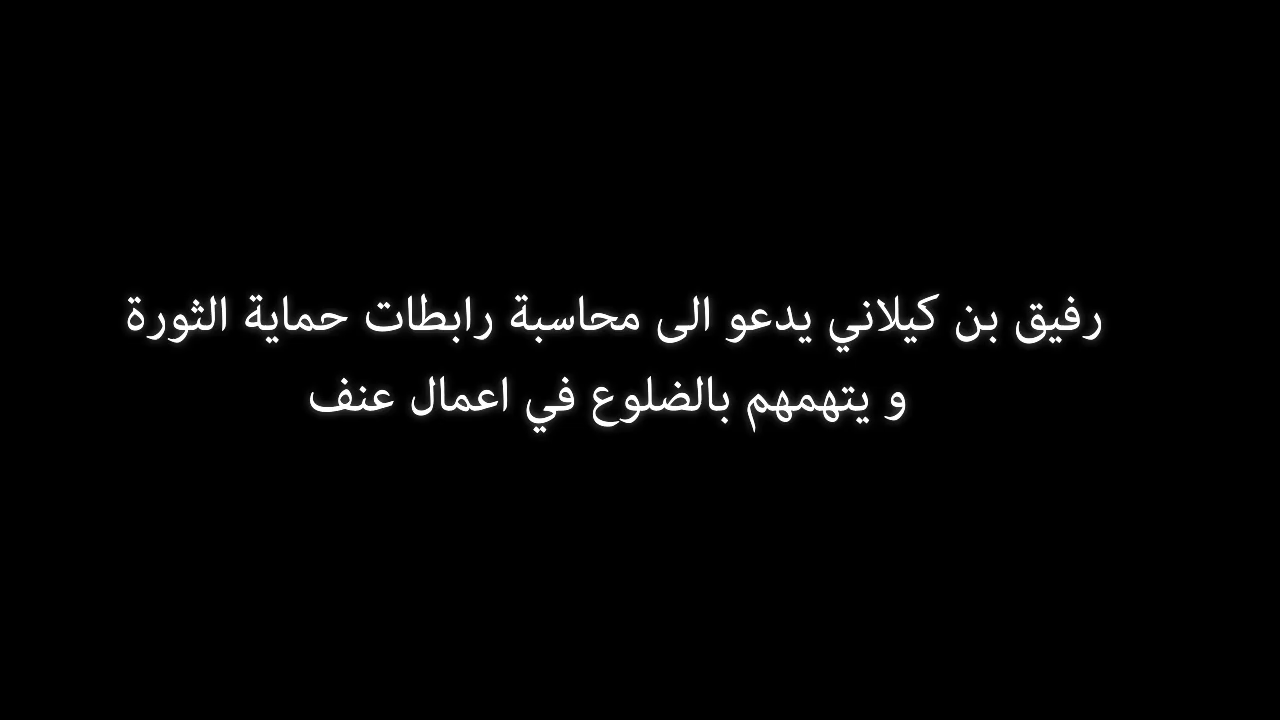 رفيق بن كيلاني يدعو الى محاسبة رابطات حماية الثورة
و يتهمهم بالضلوع في اعمال عنف